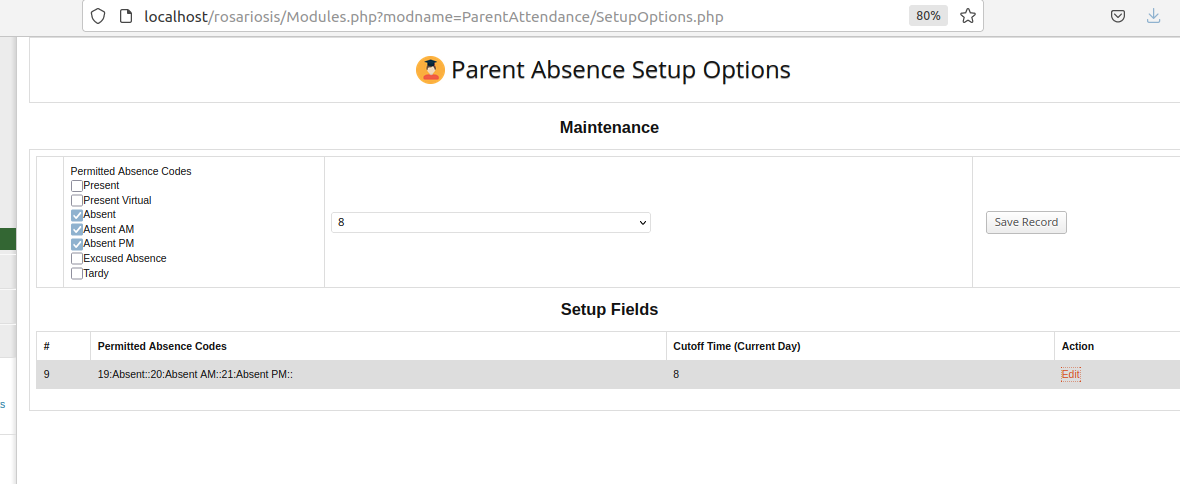 localhost/rosariosis/Modules.php?modname=ParentAttendance/SetupOptions.php 80%
Parent Absence Setup Options
Maintenance
Permitted Absence Codes
Present
Present Virtual
Absent
Absent AM
Absent PM
Excused Absence
Tardy
8
Save Record
Setup Fields
# Permitted Absence Codes Cutoff Time (Current Day) Action
9 19:Absent::20:Absent AM::21:Absent PM:: 8 Edit
s